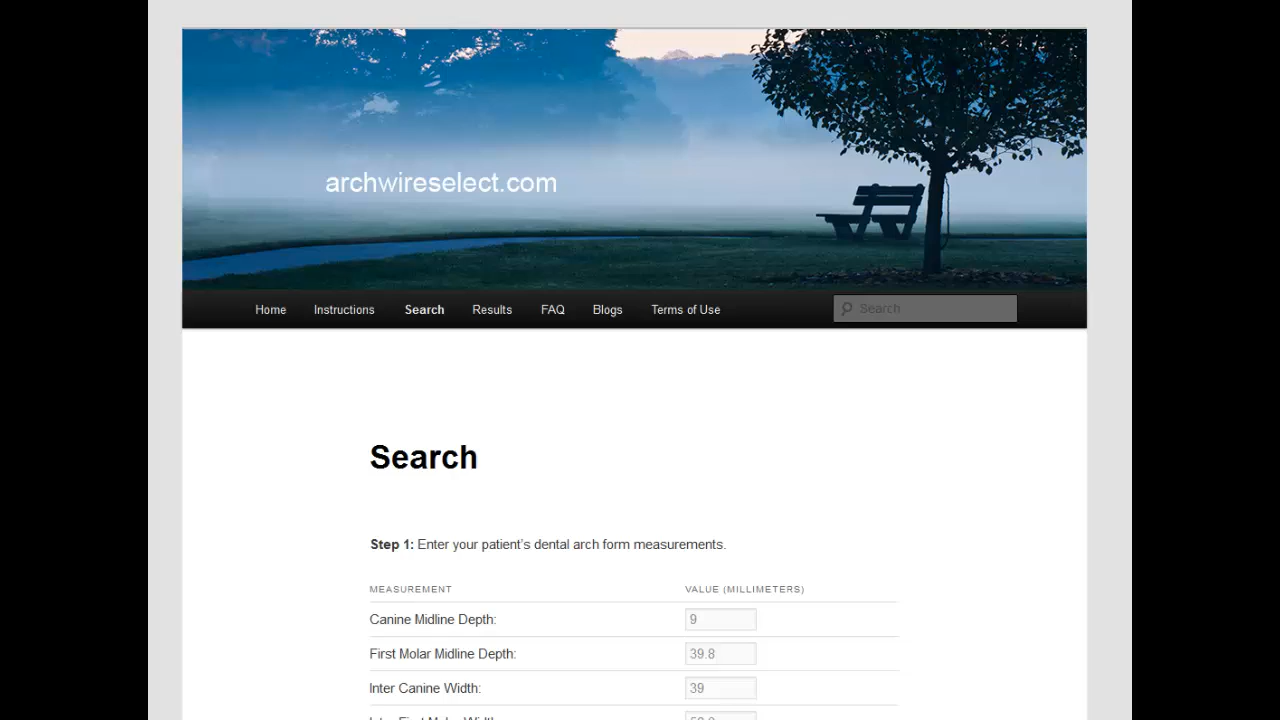 archwireselect.com
Home Instructions Search Results FAQ Blogs Terms of Use Search
Search
Step 1: Enter your patient's dental arch form measurements.
MEASUREMENT VALUE (MILLIMETERS)
Canine Midline Depth: 9
First Molar Midline Depth: 39.8
Inter Canine Width: 39